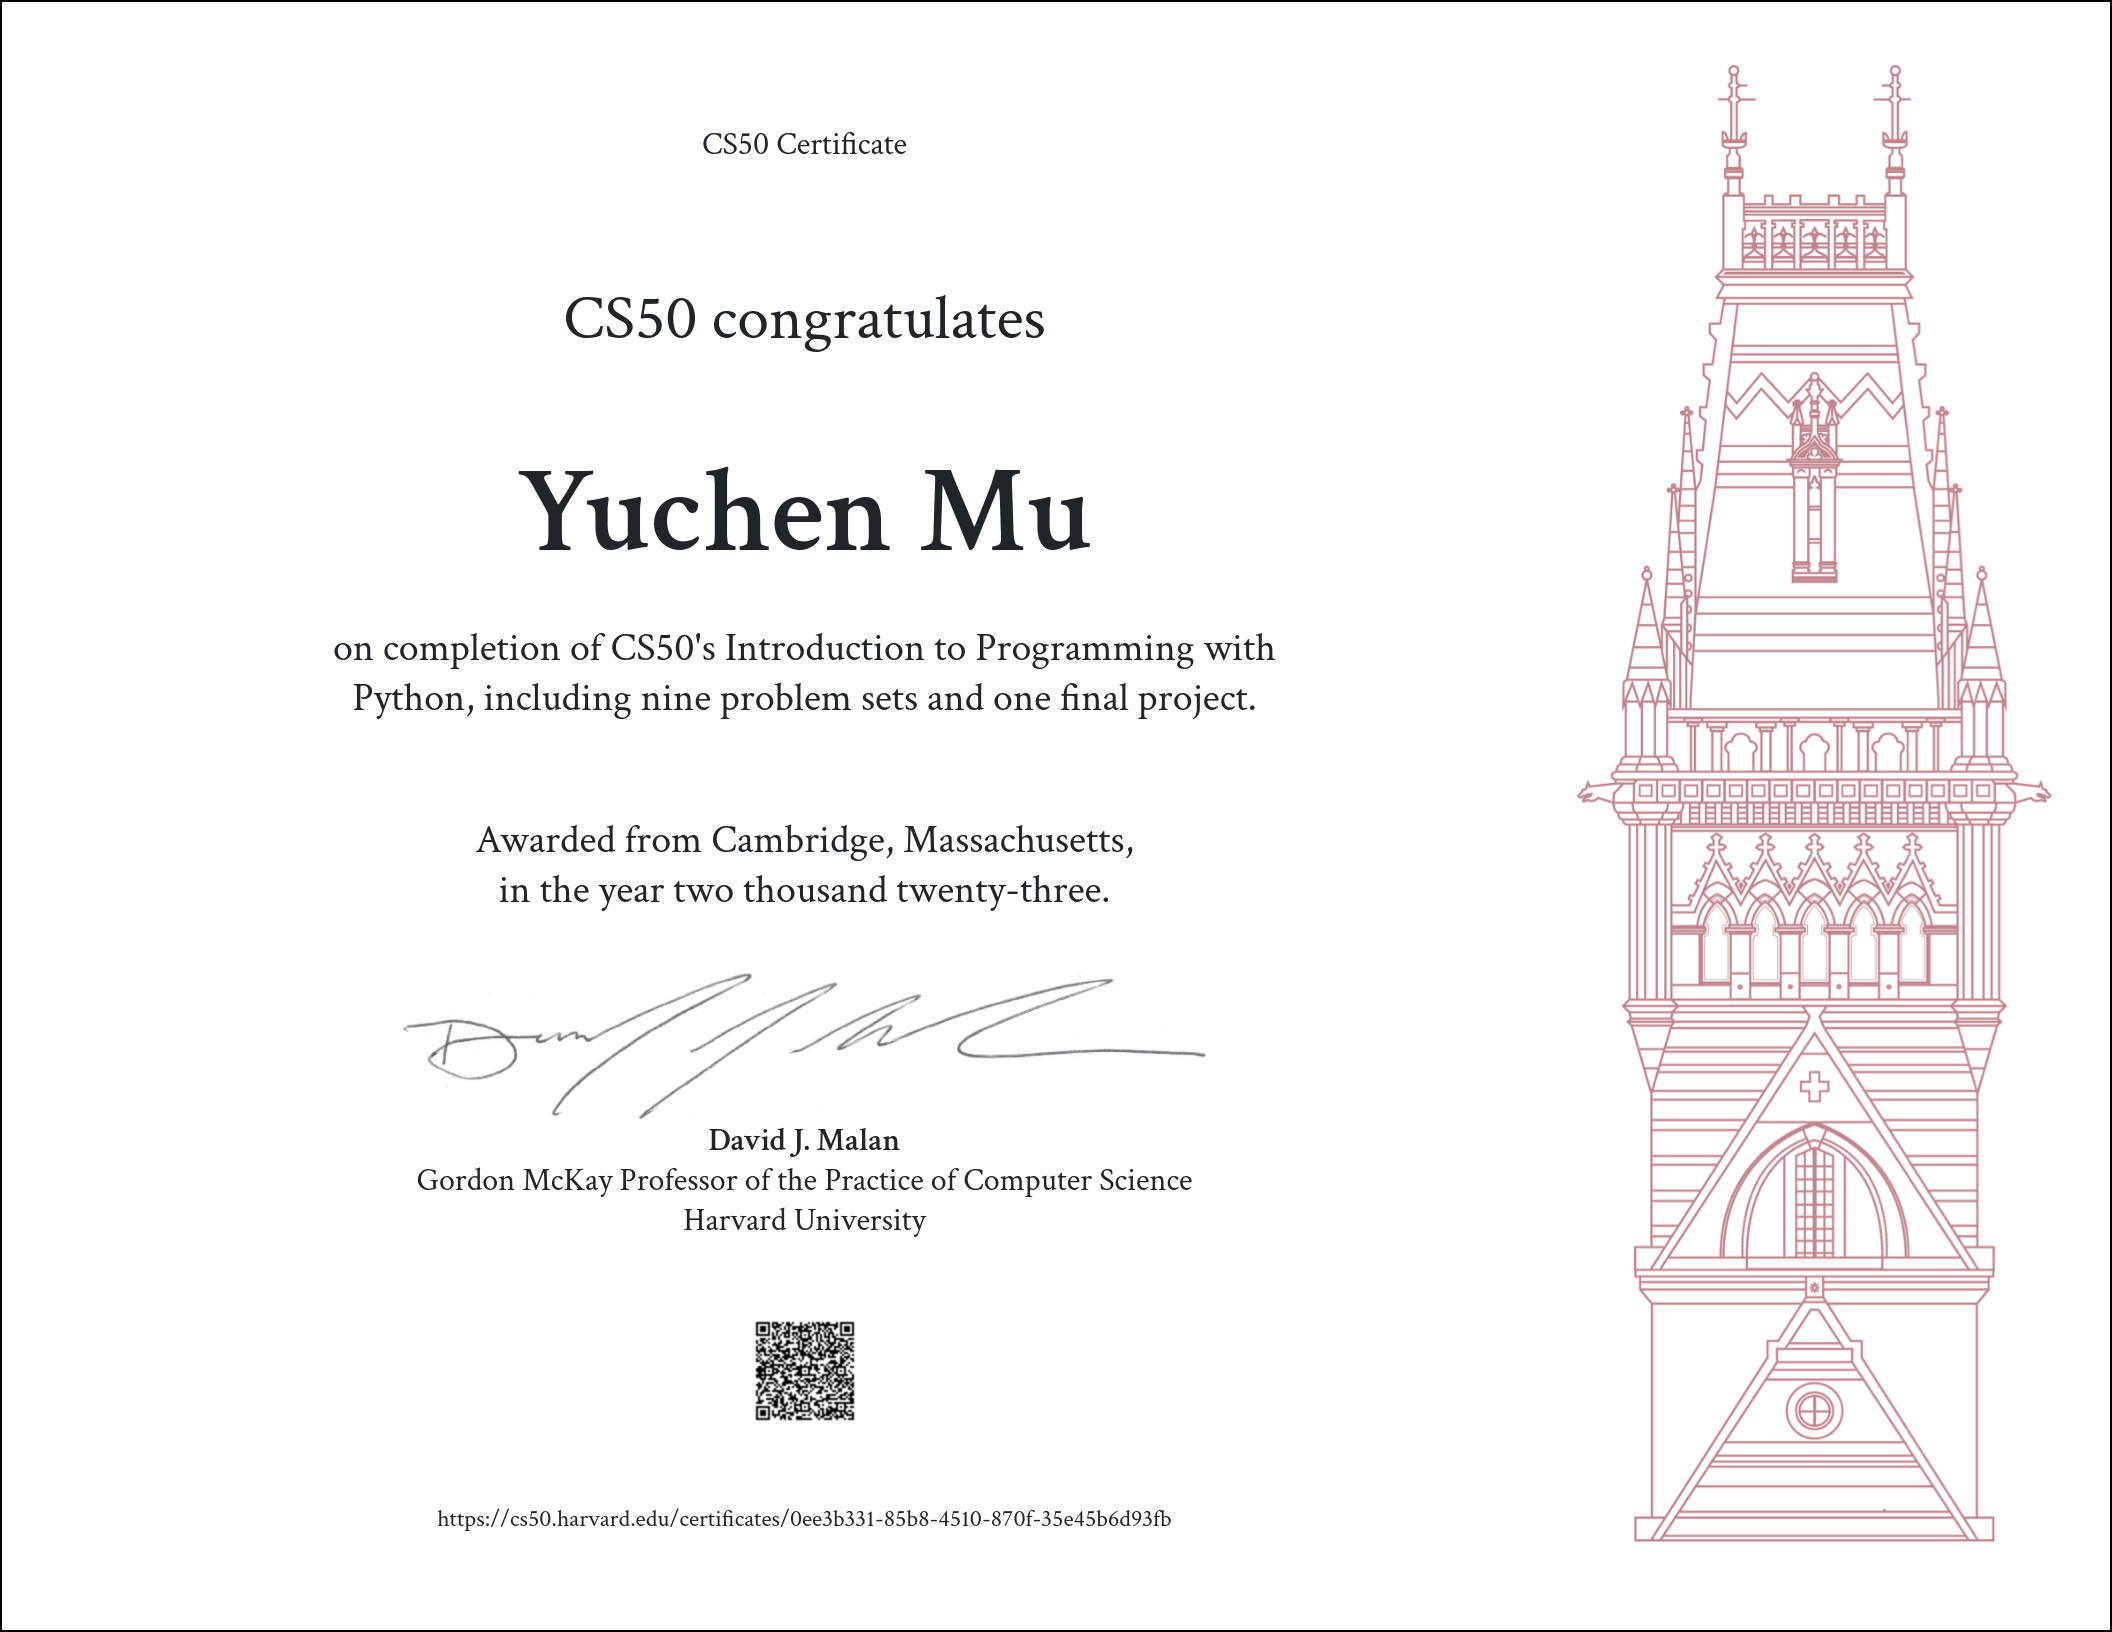 CS50 Certificate
CS50 congratulates
Yuchen Mu
on completion of CS50's Introduction to Programming with
Python, including nine problem sets and one final project.
Awarded from Cambridge, Massachusetts,
in the year two thousand twenty-three.
David J. Malan
Gordon McKay Professor of the Practice of Computer Science
Harvard University
https://cs50.harvard.edu/certificates/0ee3b331-85b8-4510-870f-35e45b6d93fb